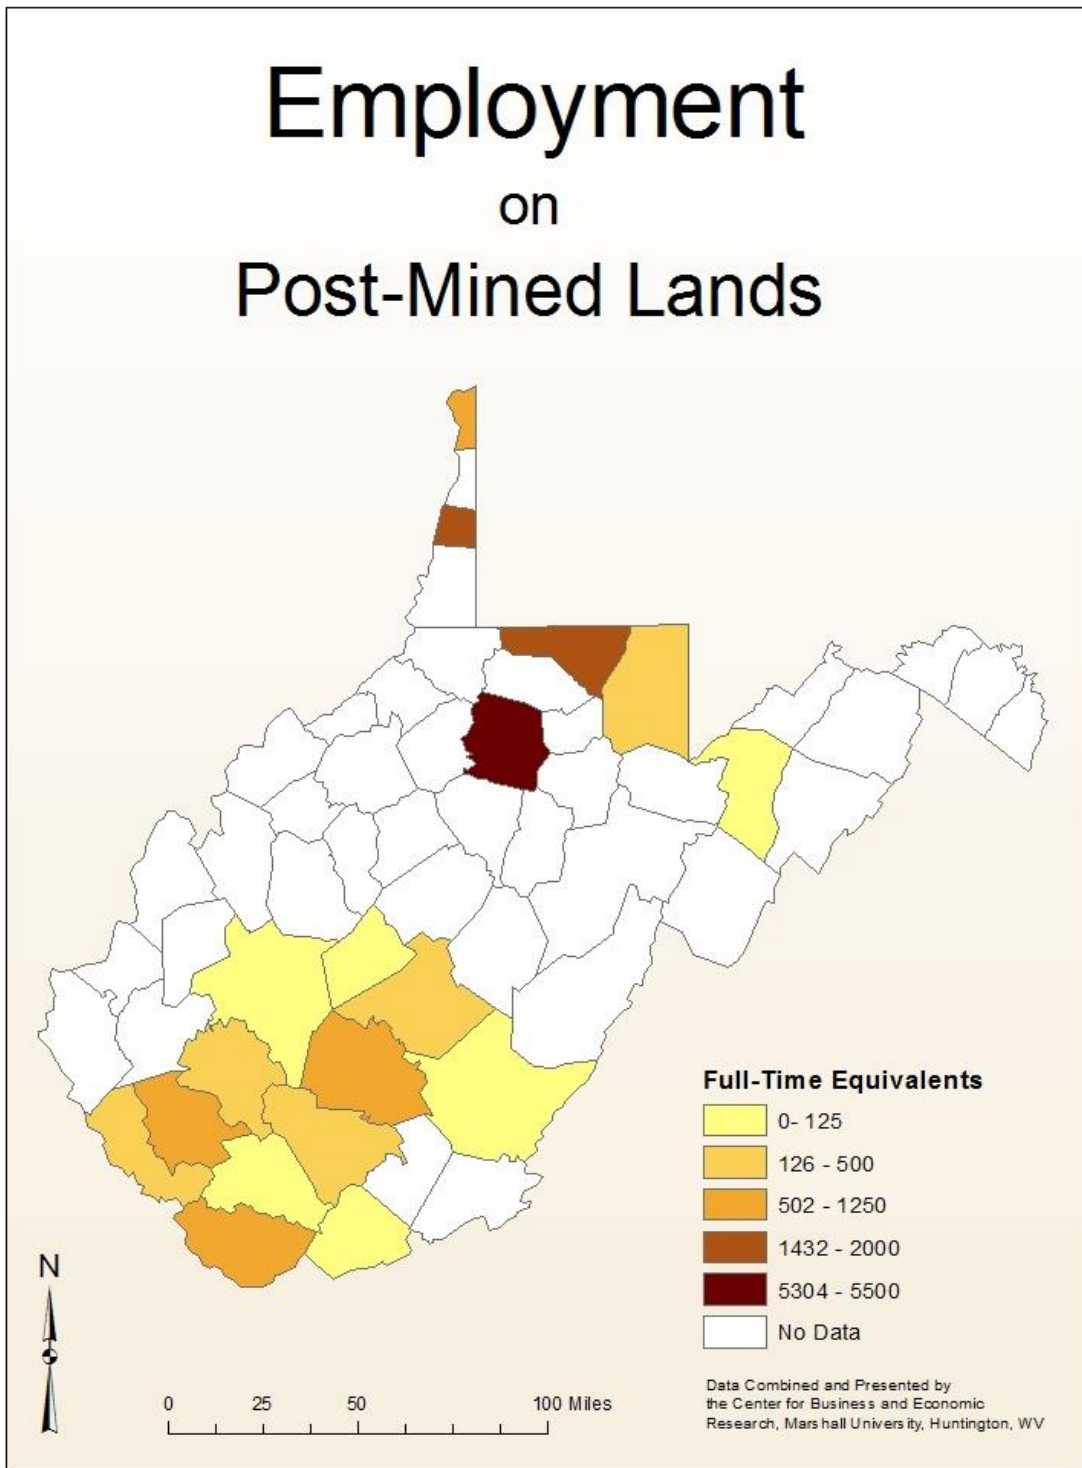 Employment
on
Post-Mined Lands
Full-Time Equivalents
0- 125
126 - 500
502 - 1250
1432 - 2000
5304 - 5500
No Data
N
0 25 50 100 Miles
Data Combined and Presented by
the Center for Business and Economic
Research, Marshall University, Huntington, WV